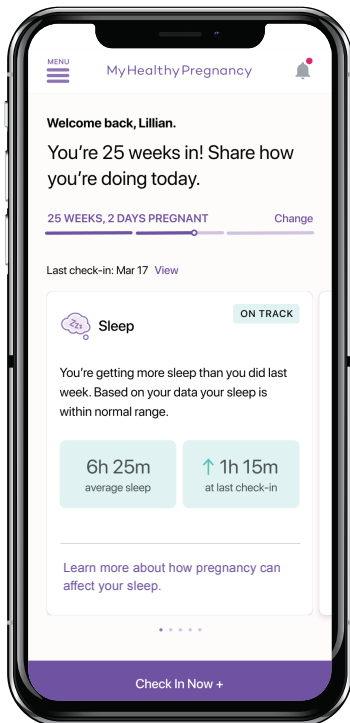 MENU
MyHealthyPregnancy
Welcome back, Lillian.
You're 25 weeks in! Share how
you're doing today.
25 WEEKS, 2 DAYS PREGNANT Change
Last check-in: Mar 17 View
Zzz
Sleep
ON TRACK
You're getting more sleep than you did last
week. Based on your data your sleep is
within normal range.
6h 25m
average sleep
↑ 1h 15m
at last check-in
Learn more about how pregnancy can
affect your sleep.
Check In Now +